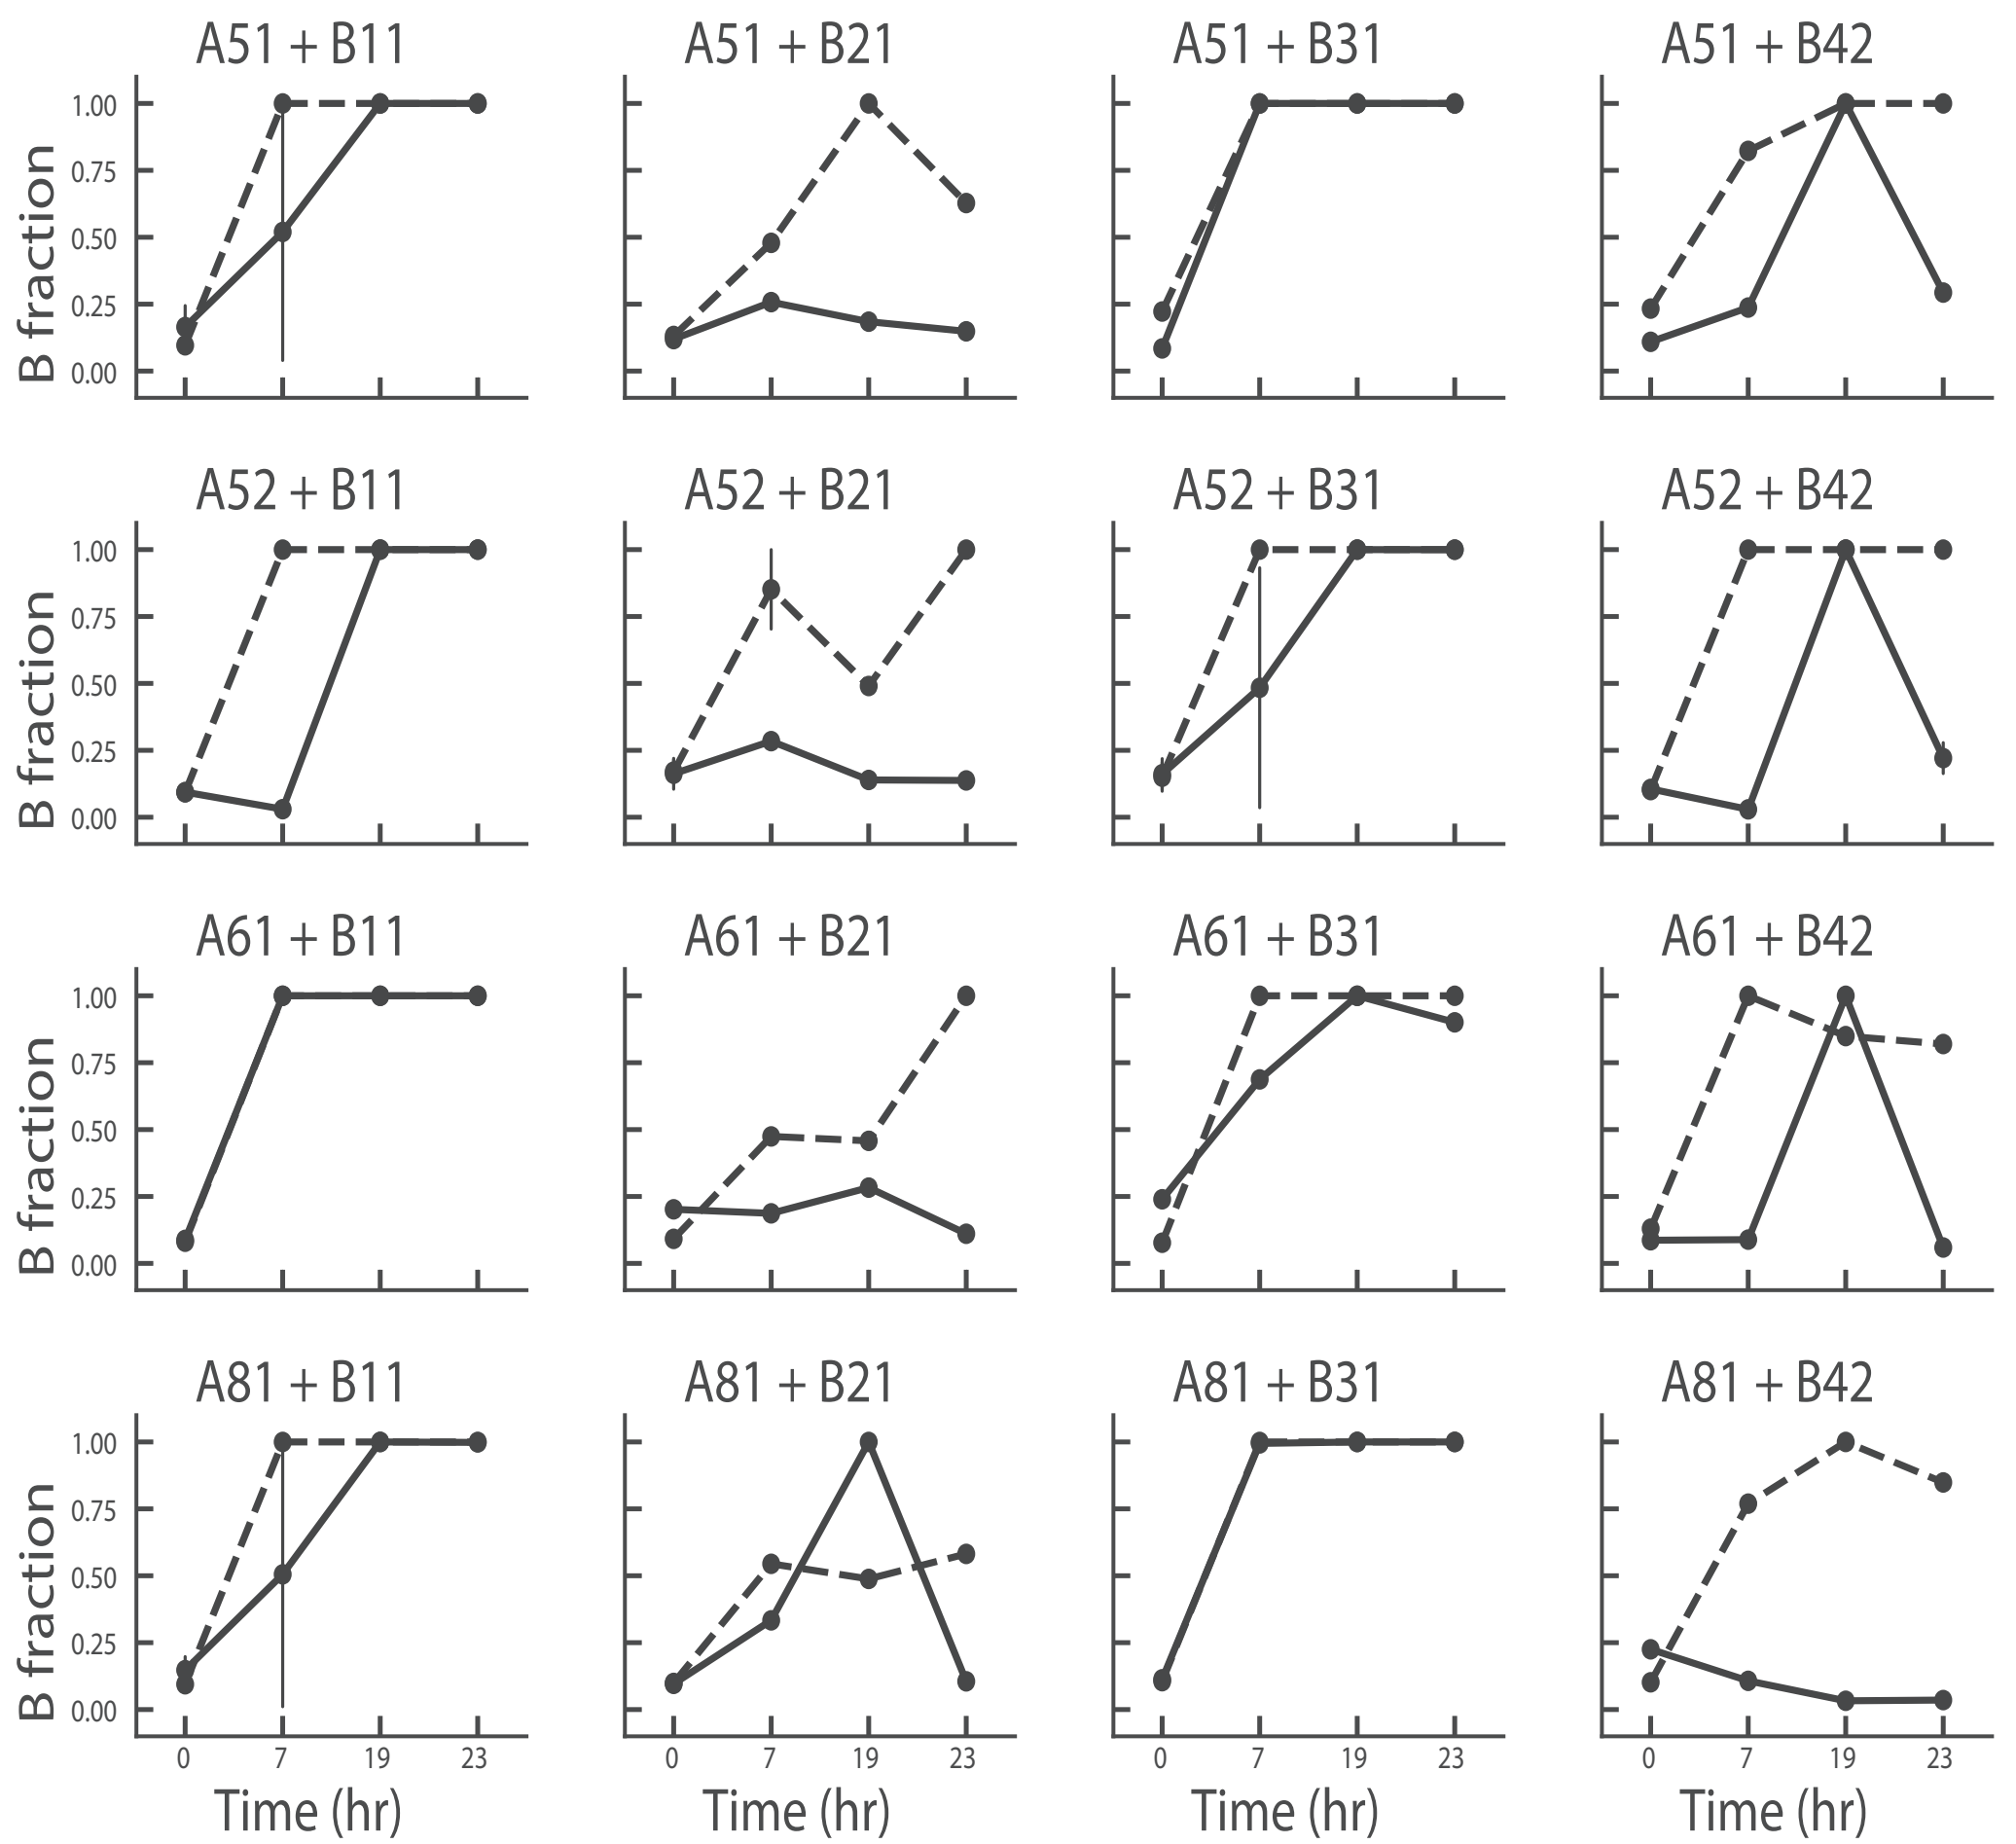 A51 + B11
A51 + B21
A51 + B31
A51 + B42
B fraction
1.00
0.75
0.50
0.25
0.00
A52 + B11
A52 + B21
A52 + B31
A52 + B42
B fraction
1.00
0.75
0.50
0.25
0.00
A61 + B11
A61 + B21
A61 + B31
A61 + B42
B fraction
1.00
0.75
0.50
0.25
0.00
A81 + B11
A81 + B21
A81 + B31
A81 + B42
B fraction
1.00
0.75
0.50
0.25
0.00
0 7 19 23
0 7 19 23
0 7 19 23
0 7 19 23
Time (hr)
Time (hr)
Time (hr)
Time (hr)